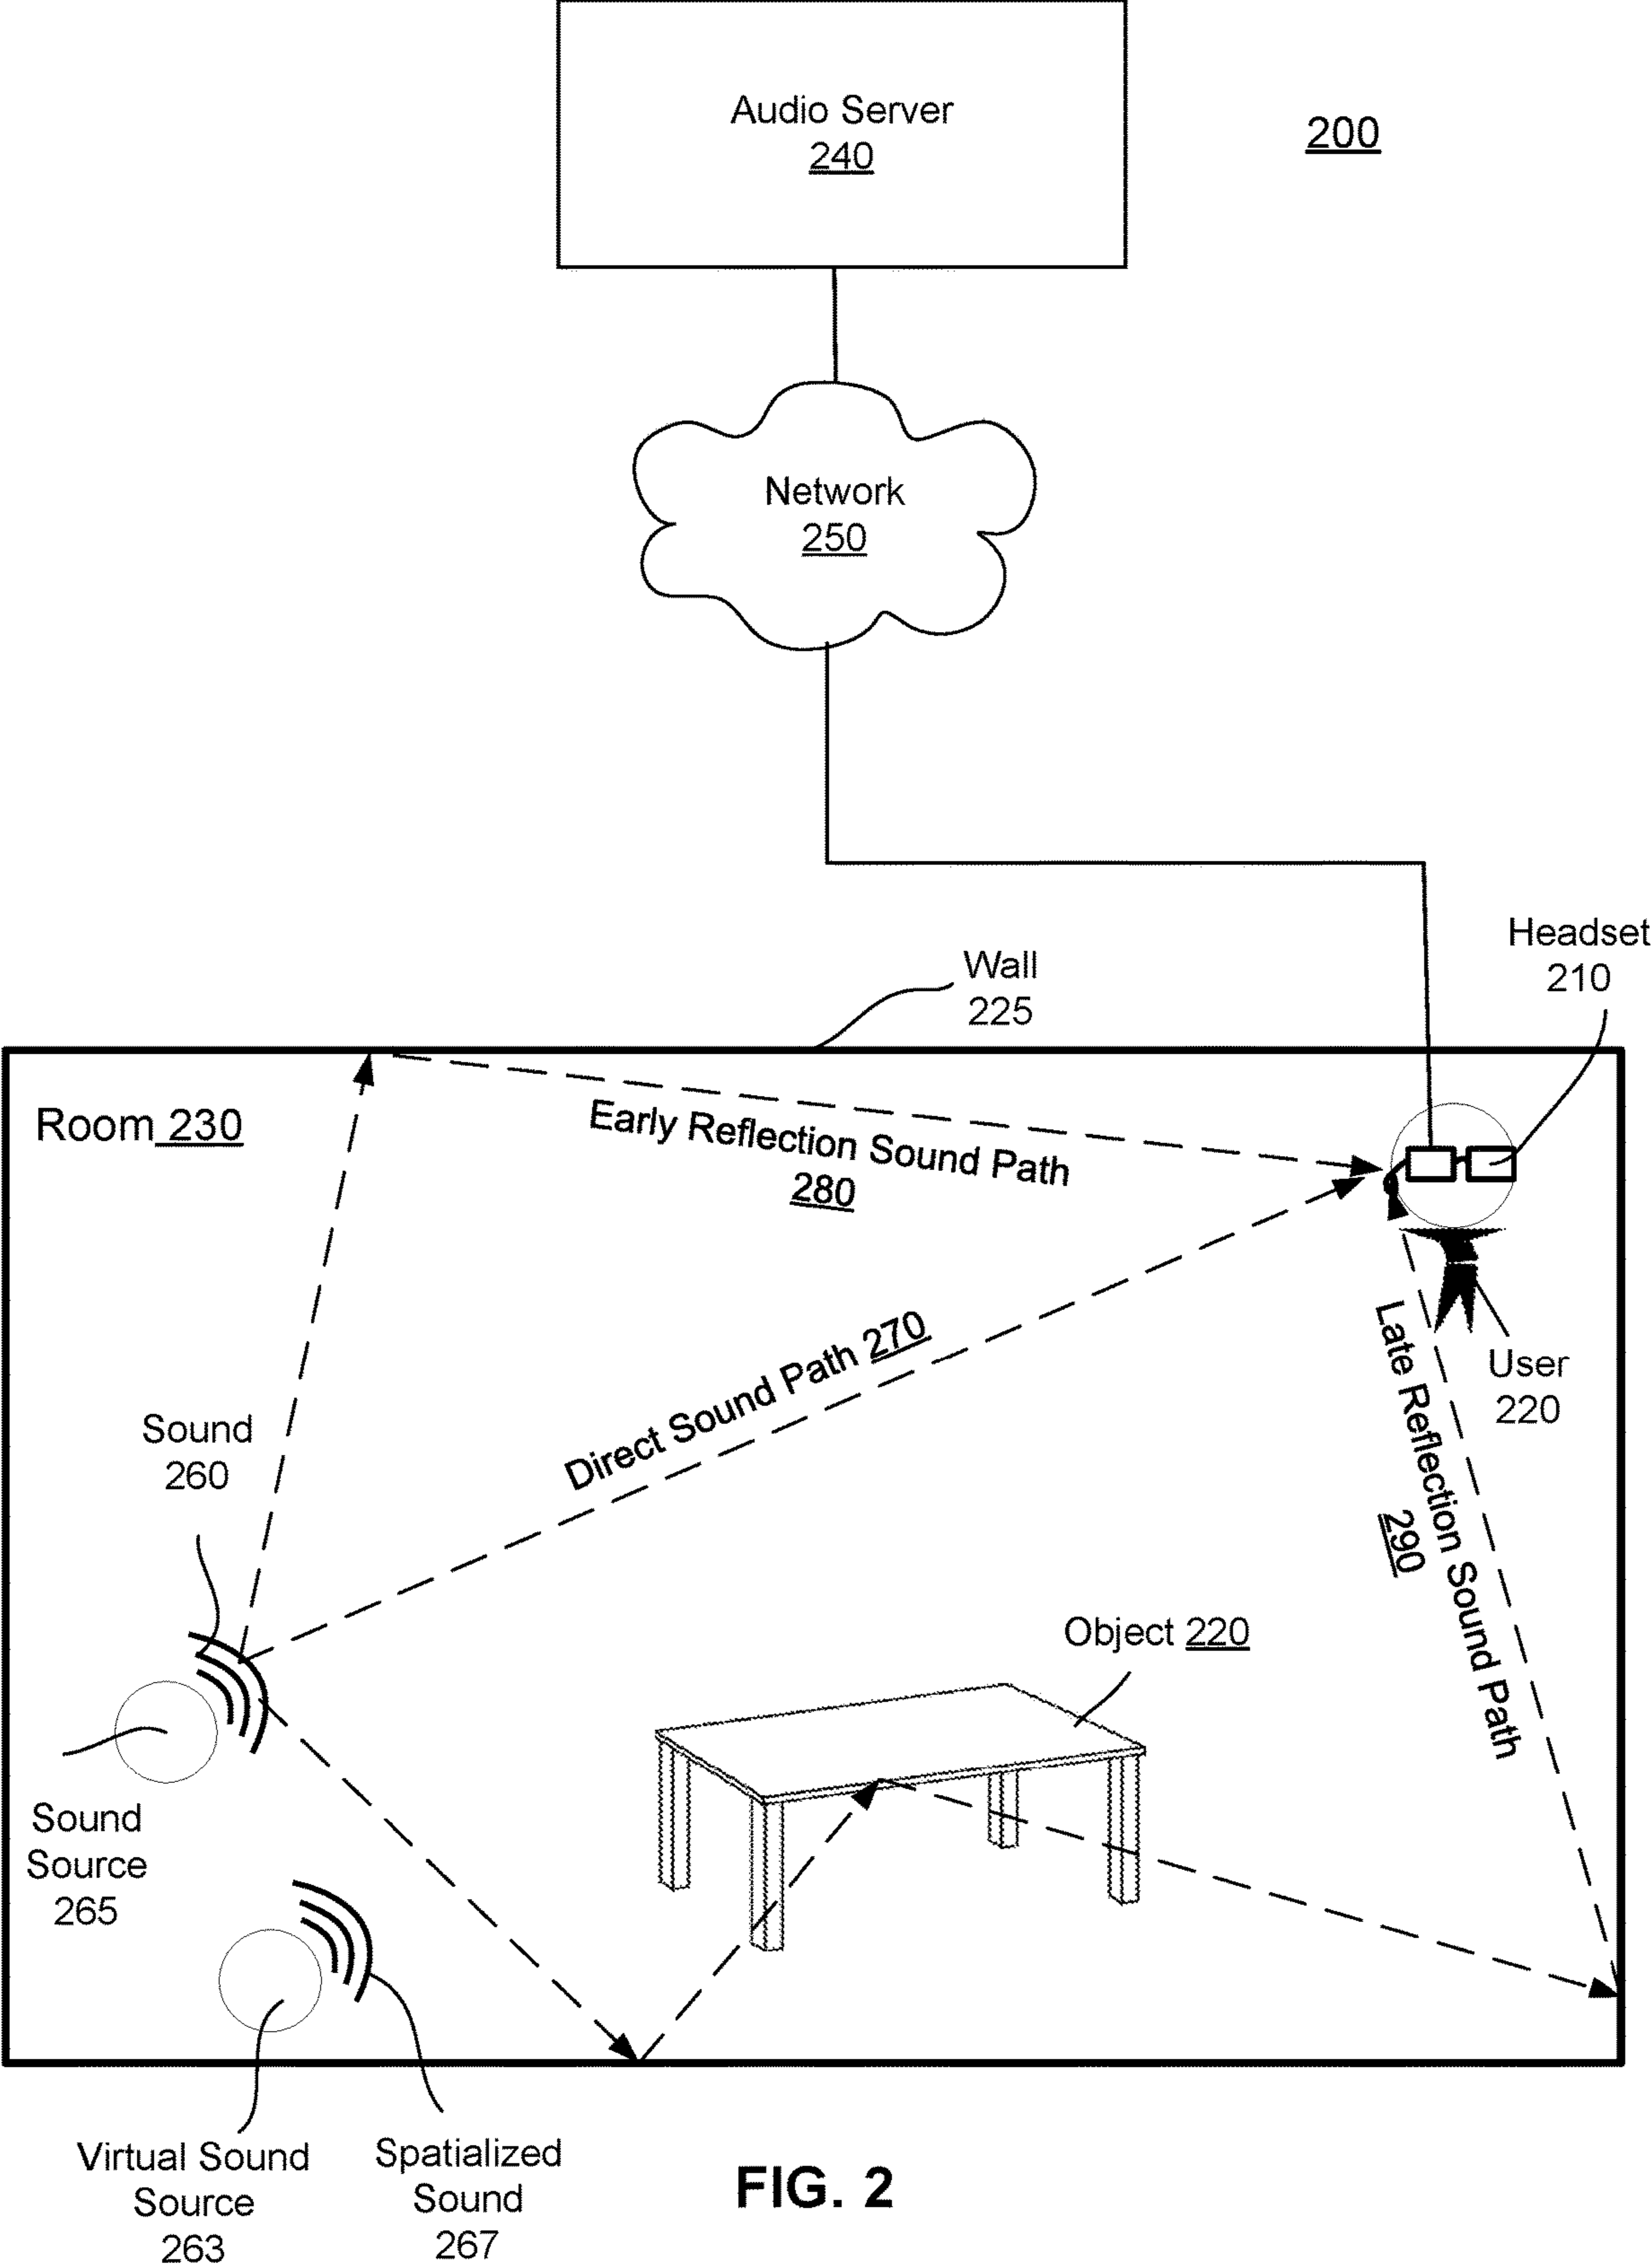 Audio Server
240
200
Network
250
Headset
210
Wall
225
Room 230
Early Reflection Sound Path
280
Direct Sound Path 270
Late Reflection Sound Path
290
User
220
Sound
260
Object 220
Sound
Source
265
Virtual Sound
Source
263
Spatialized
Sound
267
FIG. 2